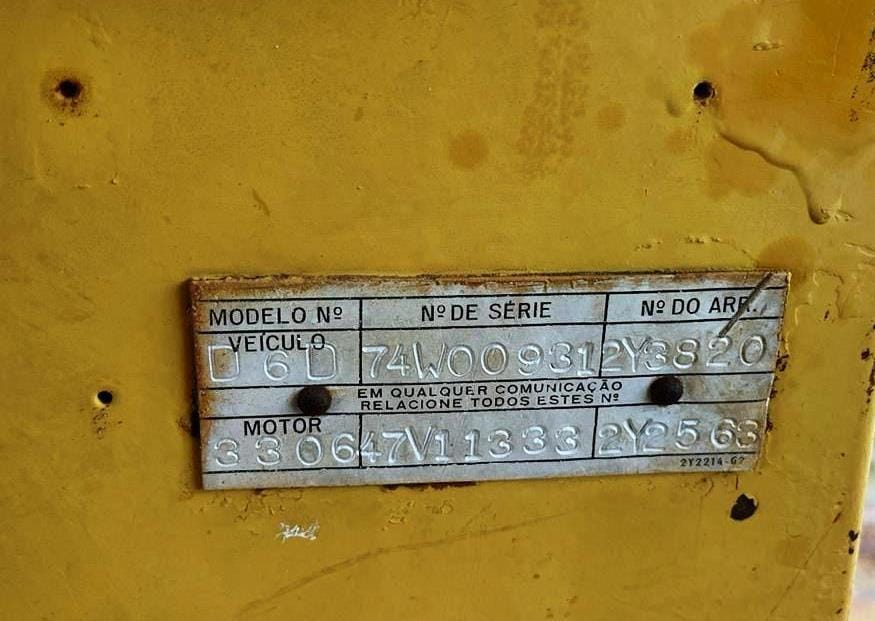 MODELO Nº Nº DE SÉRIE Nº DO ARR.
VEÍCULO
D6D 74W00931 2Y3820
EM QUALQUER COMUNICAÇÃO
RELACIONE TODOS ESTES Nº
MOTOR
3306 47V11333 2Y2563
2Y2214-G2